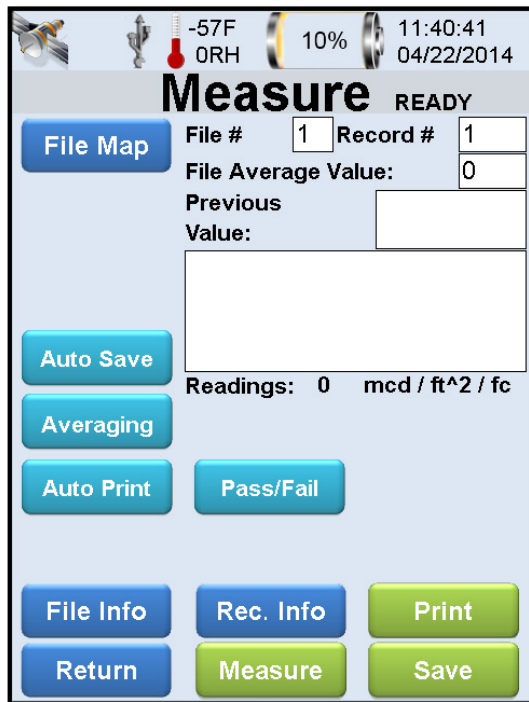 -57F
0RH
10%
11:40:41
04/22/2014
Measure READY
File Map
File # 1 Record # 1
File Average Value: 0
Previous
Value:
Auto Save
Readings: 0 mcd / ft^2 / fc
Averaging
Auto Print
Pass/Fail
File Info
Rec. Info
Print
Return
Measure
Save